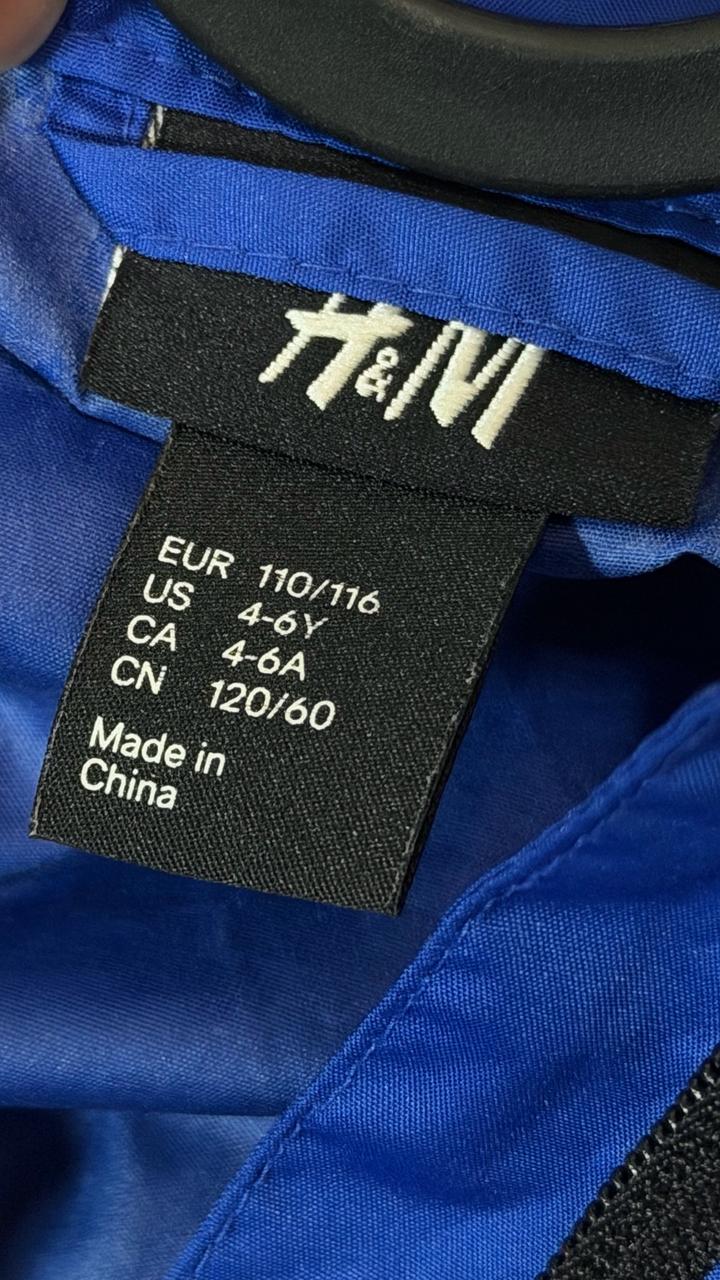 H&M
EUR 110/116
US 4-6Y
CA 4-6A
CN 120/60
Made in
China